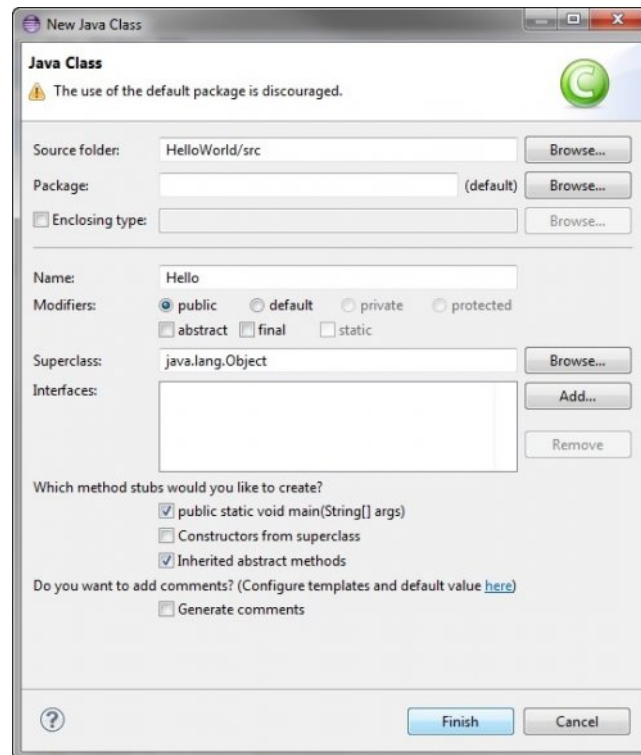 New Java Class
Java Class
The use of the default package is discouraged.
Source folder: HelloWorld/src Browse...
Package: (default) Browse...
Enclosing type: Browse...
Name: Hello
Modifiers: public default private protected
abstract final static
Superclass: java.lang.Object Browse...
Interfaces: Add...
Remove
Which method stubs would you like to create?
public static void main(String[] args)
Constructors from superclass
Inherited abstract methods
Do you want to add comments? (Configure templates and default value here)
Generate comments
? Finish Cancel